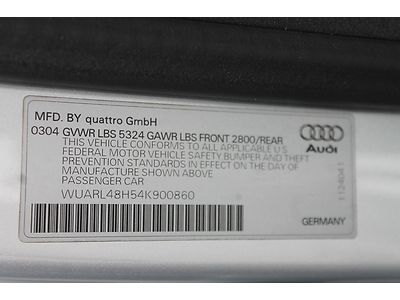 MFD. BY quattro GmbH
0304 GVWR LBS 5324 GAWR LBS FRONT 2800/REAR
THIS VEHICLE CONFORMS TO ALL APPLICABLE U.S.
FEDERAL MOTOR VEHICLE SAFETY BUMPER AND THEFT
PREVENTION STANDARDS IN EFFECT ON THE DATE OF
MANUFACTURE SHOWN ABOVE.
PASSENGER CAR
WUARL48H54K900860
Audi
1124041
GERMANY